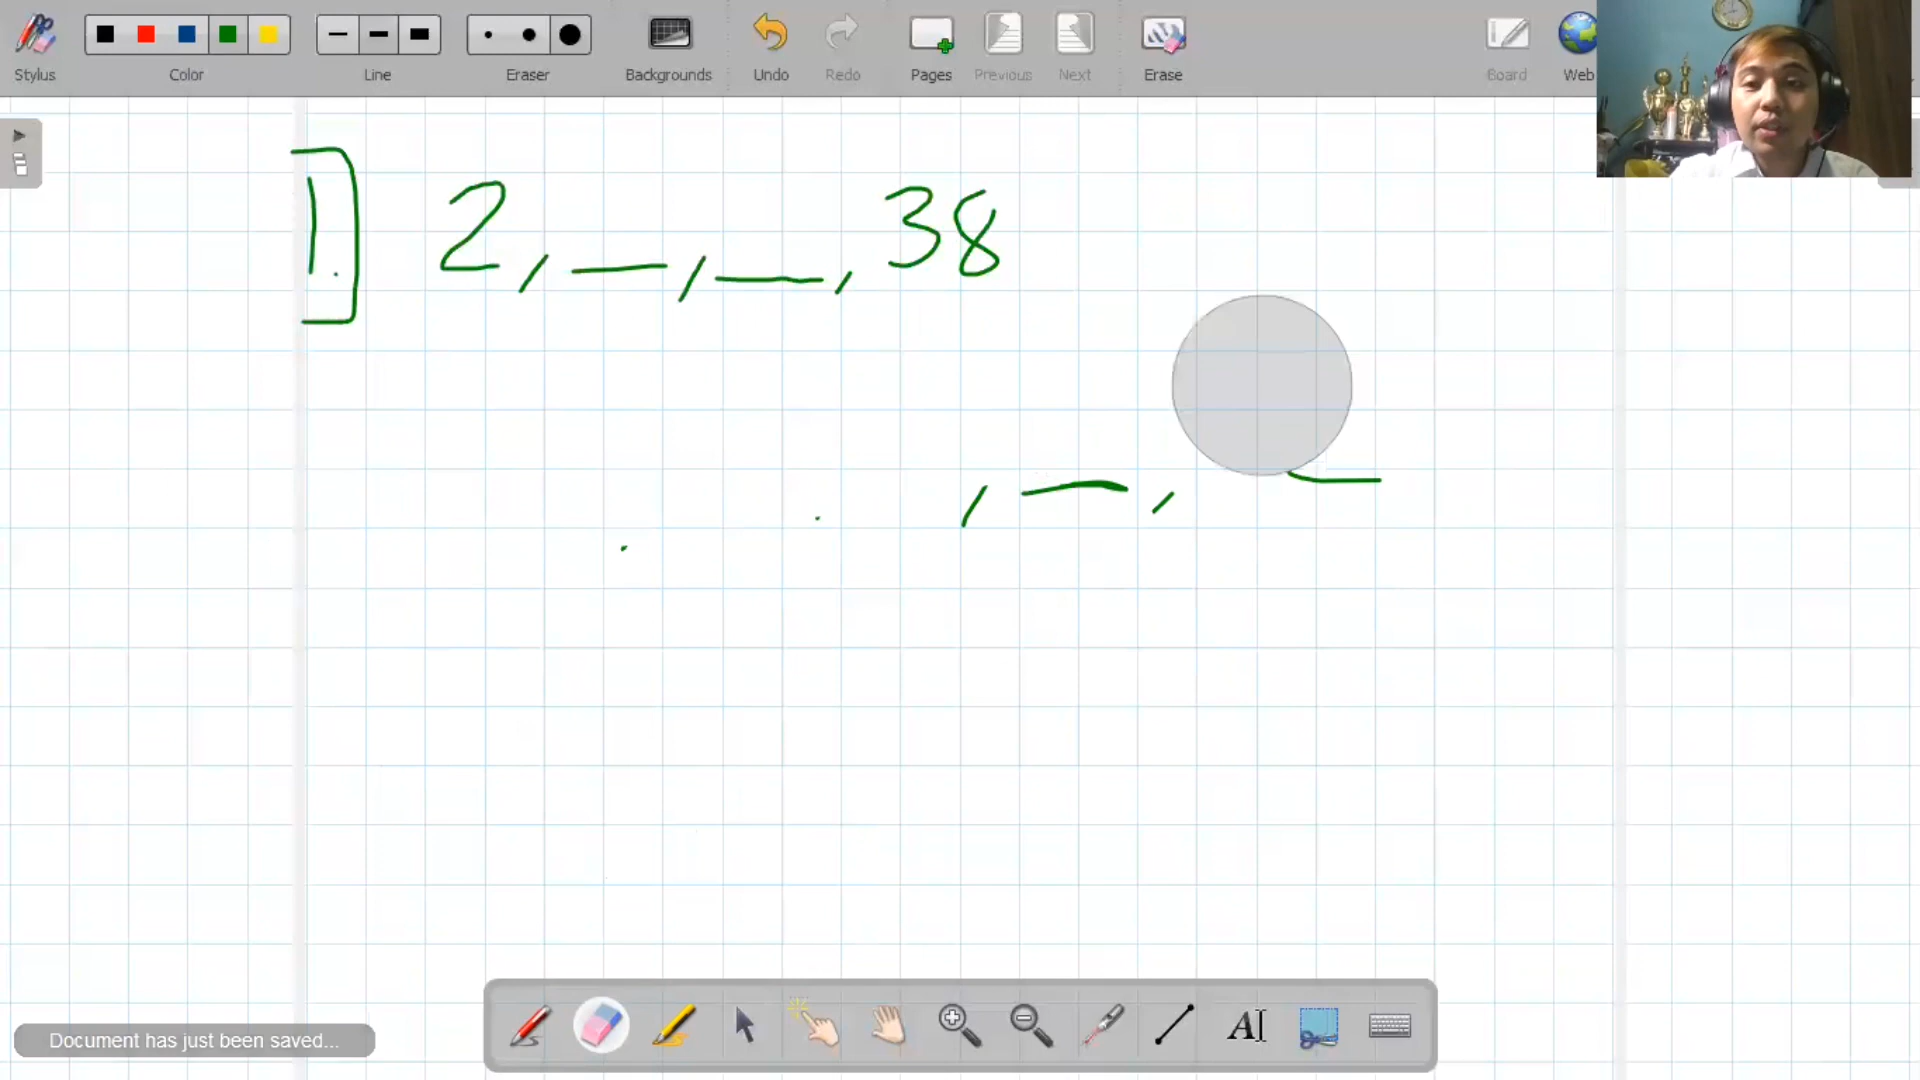 Stylus Color Line Eraser Backgrounds Undo Redo Pages Previous Next Erase Board Web
1. 2, __, __, 38
, __,
AI
Document has just been saved...